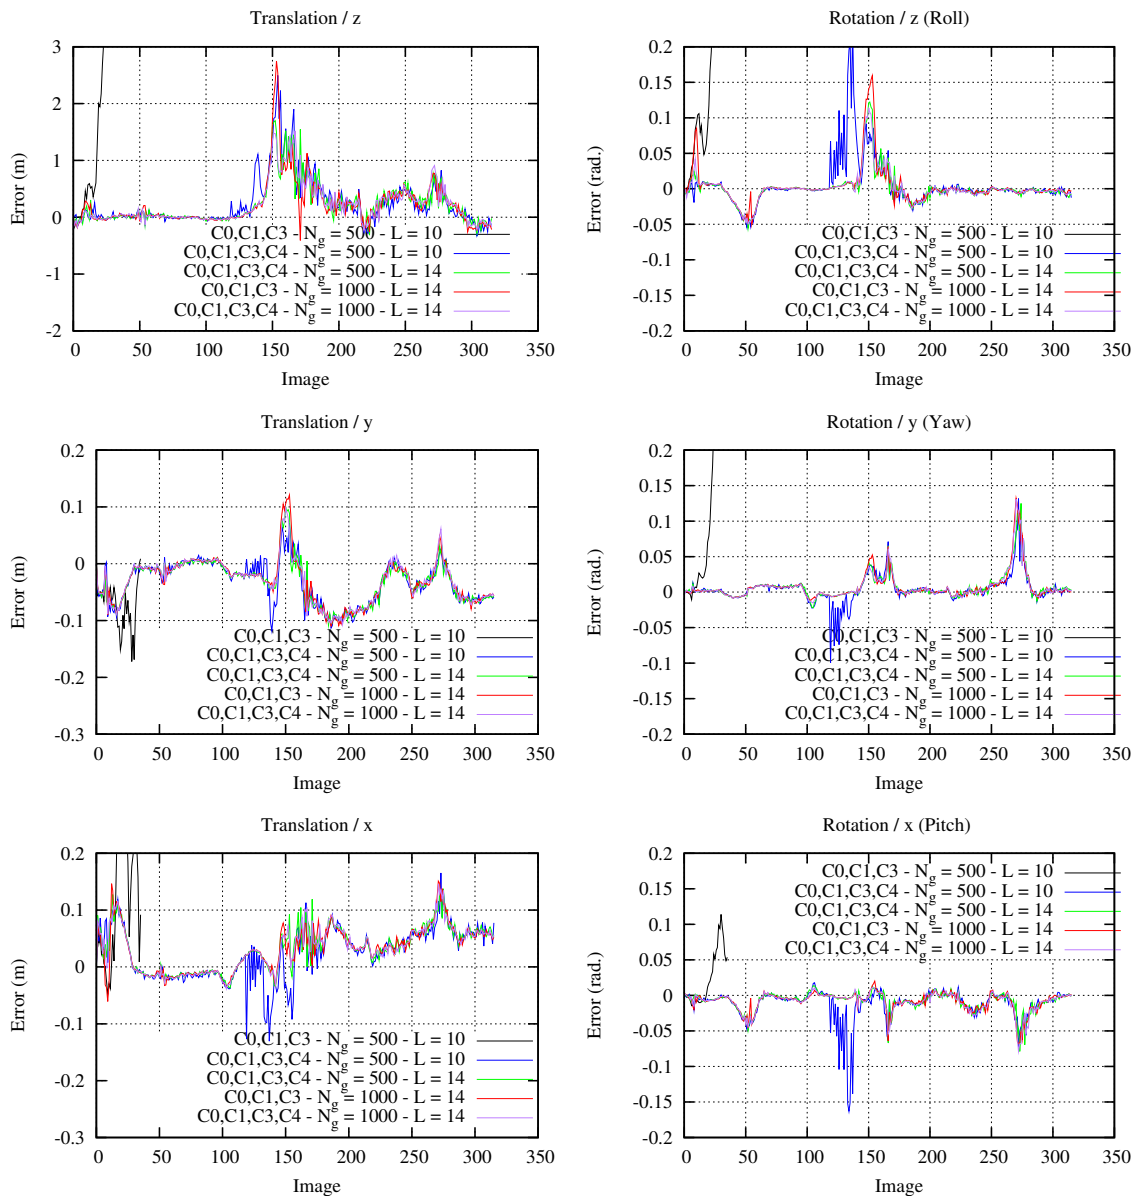 Translation / z
3
2
1
0
-1
-2
Error (m)
C0,C1,C3 - Ng = 500 - L = 10
C0,C1,C3,C4 - Ng = 500 - L = 10
C0,C1,C3,C4 - Ng = 500 - L = 14
C0,C1,C3 - Ng = 1000 - L = 14
C0,C1,C3,C4 - Ng = 1000 - L = 14
0 50 100 150 200 250 300 350
Image
Rotation / z (Roll)
0.2
0.15
0.1
0.05
0
-0.05
-0.1
-0.15
-0.2
Error (rad.)
C0,C1,C3 - Ng = 500 - L = 10
C0,C1,C3,C4 - Ng = 500 - L = 10
C0,C1,C3,C4 - Ng = 500 - L = 14
C0,C1,C3 - Ng = 1000 - L = 14
C0,C1,C3,C4 - Ng = 1000 - L = 14
0 50 100 150 200 250 300 350
Image
Translation / y
0.2
0.1
0
-0.1
-0.2
-0.3
Error (m)
C0,C1,C3 - Ng = 500 - L = 10
C0,C1,C3,C4 - Ng = 500 - L = 10
C0,C1,C3,C4 - Ng = 500 - L = 14
C0,C1,C3 - Ng = 1000 - L = 14
C0,C1,C3,C4 - Ng = 1000 - L = 14
0 50 100 150 200 250 300 350
Image
Rotation / y (Yaw)
0.2
0.15
0.1
0.05
0
-0.05
-0.1
-0.15
-0.2
Error (rad.)
C0,C1,C3 - Ng = 500 - L = 10
C0,C1,C3,C4 - Ng = 500 - L = 10
C0,C1,C3,C4 - Ng = 500 - L = 14
C0,C1,C3 - Ng = 1000 - L = 14
C0,C1,C3,C4 - Ng = 1000 - L = 14
0 50 100 150 200 250 300 350
Image
Translation / x
0.2
0.1
0
-0.1
-0.2
-0.3
Error (m)
C0,C1,C3 - Ng = 500 - L = 10
C0,C1,C3,C4 - Ng = 500 - L = 10
C0,C1,C3,C4 - Ng = 500 - L = 14
C0,C1,C3 - Ng = 1000 - L = 14
C0,C1,C3,C4 - Ng = 1000 - L = 14
0 50 100 150 200 250 300 350
Image
Rotation / x (Pitch)
0.2
0.15
0.1
0.05
0
-0.05
-0.1
-0.15
-0.2
Error (rad.)
C0,C1,C3 - Ng = 500 - L = 10
C0,C1,C3,C4 - Ng = 500 - L = 10
C0,C1,C3,C4 - Ng = 500 - L = 14
C0,C1,C3 - Ng = 1000 - L = 14
C0,C1,C3,C4 - Ng = 1000 - L = 14
0 50 100 150 200 250 300 350
Image